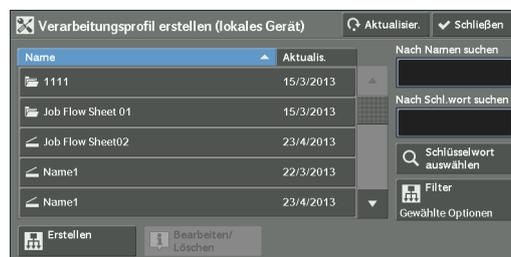 Verarbeitungsprofil erstellen (lokales Gerät)
Aktualisier.
Schließen
Name
Aktualis.
Nach Namen suchen
1111
15/3/2013
Job Flow Sheet 01
15/3/2013
Nach Schl.wort suchen
Job Flow Sheet02
23/4/2013
Name1
22/3/2013
Schlüsselwort
auswählen
Name1
23/4/2013
Filter
Gewählte Optionen
Erstellen
Bearbeiten/
Löschen